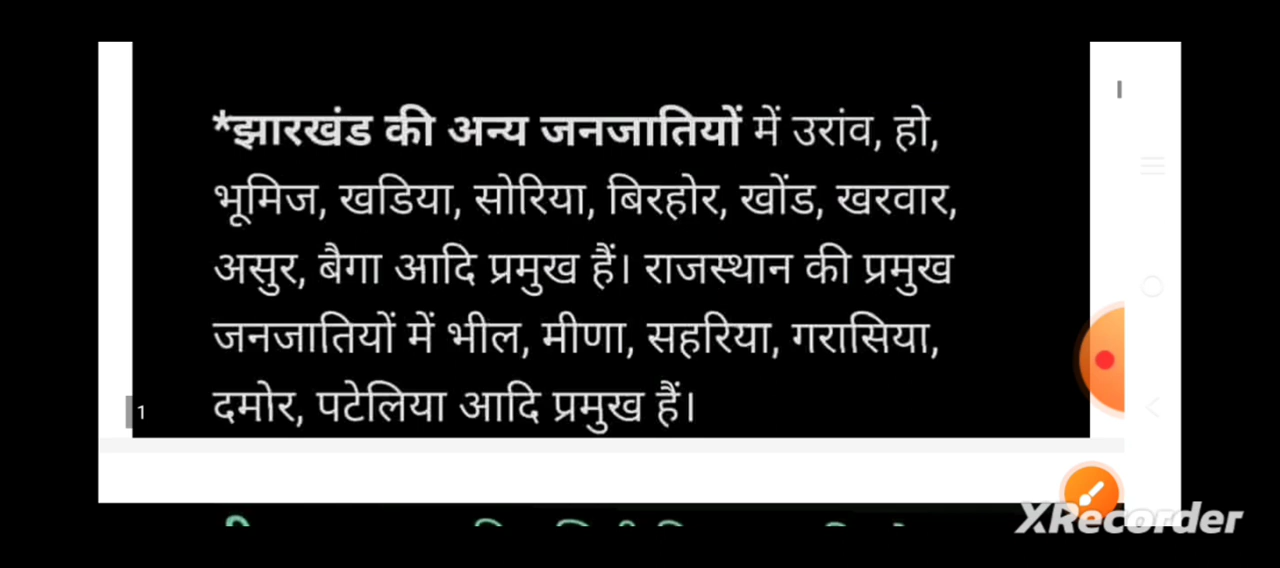 *झारखंड की अन्य जनजातियों में उरांव, हो,
भूमिज, खडिया, सोरिया, बिरहोर, खोंड, खरवार,
असुर, बैगा आदि प्रमुख हैं। राजस्थान की प्रमुख
जनजातियों में भील, मीणा, सहरिया, गरासिया,
दमोर, पटेलिया आदि प्रमुख हैं।
1
XRecorder